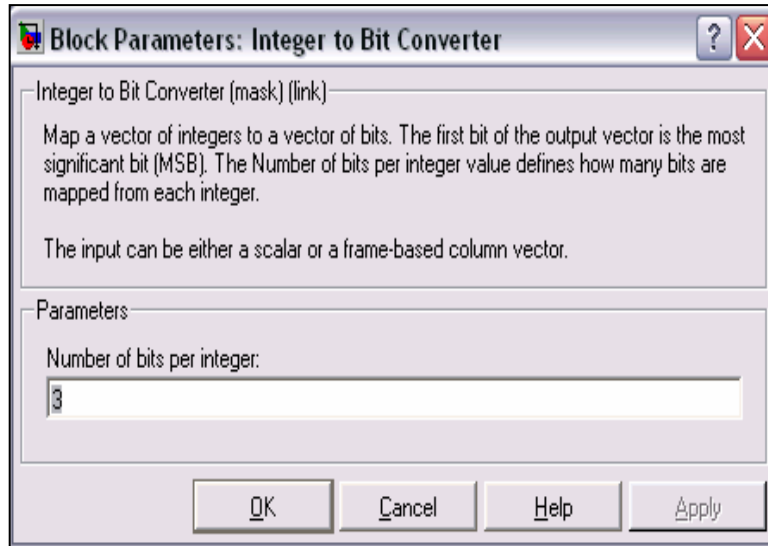 Block Parameters: Integer to Bit Converter
Integer to Bit Converter (mask) (link)
Map a vector of integers to a vector of bits. The first bit of the output vector is the most
significant bit (MSB). The Number of bits per integer value defines how many bits are
mapped from each integer.
The input can be either a scalar or a frame-based column vector.
Parameters
Number of bits per integer:
3
OK Cancel Help Apply